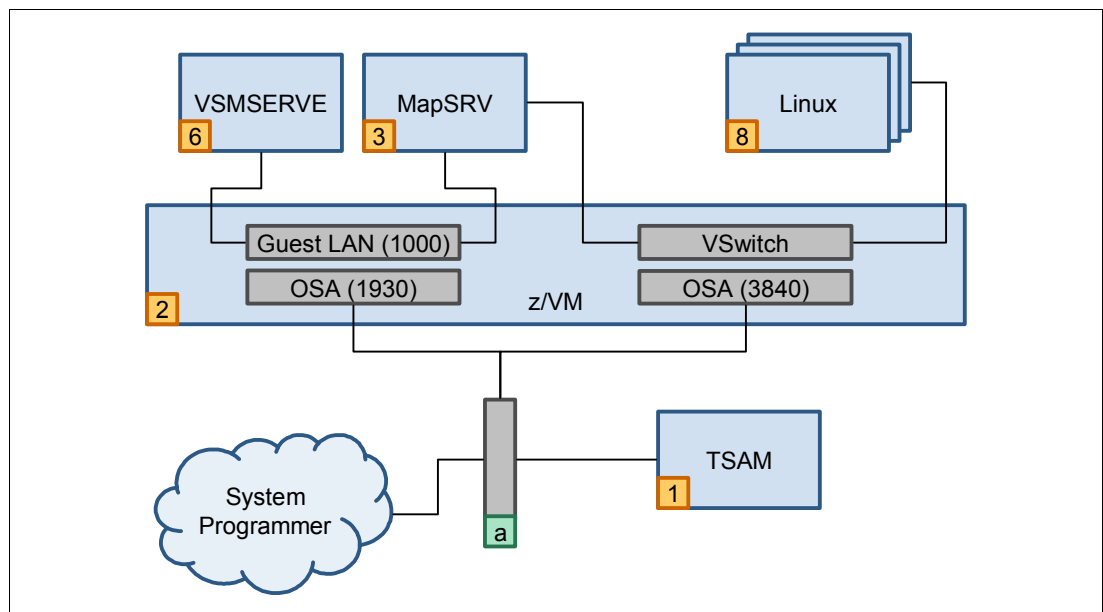 VSMSERVE
6
MapSRV
3
Linux
8
Guest LAN (1000)
VSwitch
OSA (1930)
OSA (3840)
z/VM
2
TSAM
1
System
Programmer
a